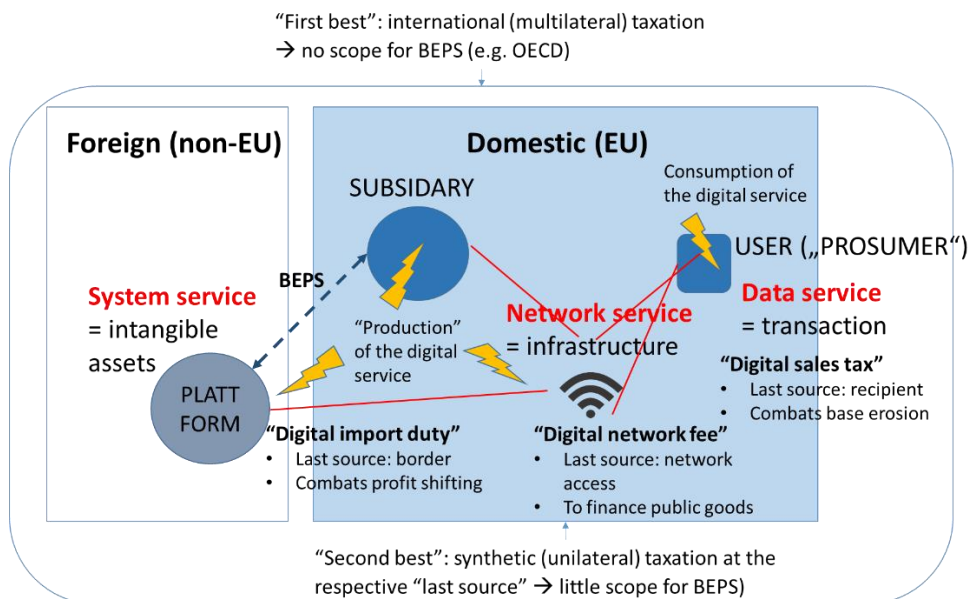 “First best”: international (multilateral) taxation
→ no scope for BEPS (e.g. OECD)
Foreign (non-EU)
Domestic (EU)
Consumption of
the digital service
SUBSIDARY
USER („PROSUMER“)
BEPS
System service
= intangible
assets
Network service
= infrastructure
Data service
= transaction
“Production”
of the digital
service
PLATT
FORM
“Digital sales tax”
• Last source: recipient
• Combats base erosion
“Digital import duty”
• Last source: border
• Combats profit shifting
“Digital network fee”
• Last source: network
access
• To finance public goods
“Second best”: synthetic (unilateral) taxation at the
respective “last source” → little scope for BEPS)